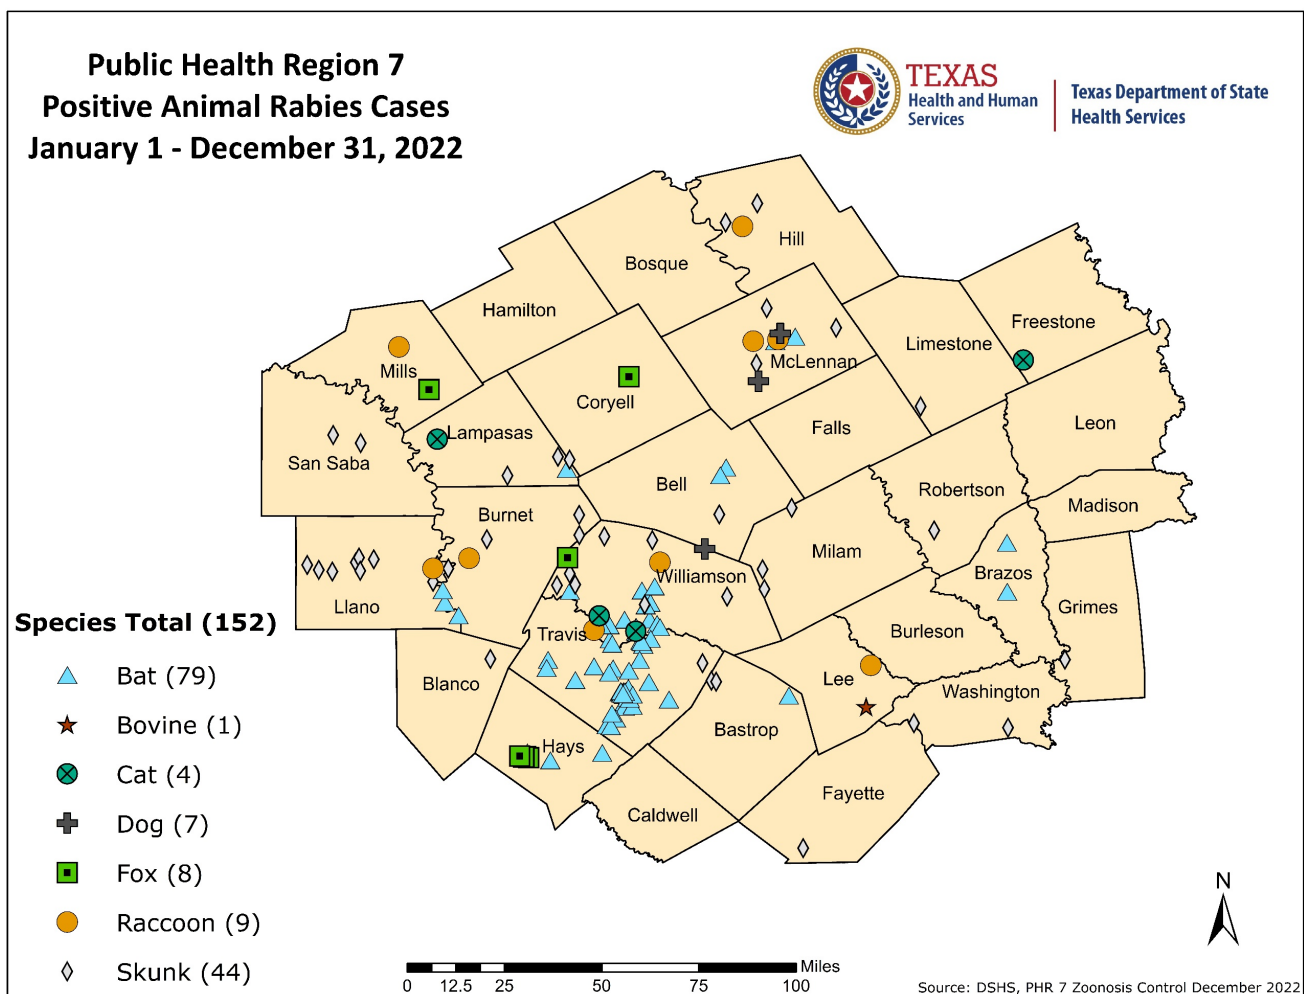 Public Health Region 7
Positive Animal Rabies Cases
January 1 - December 31, 2022
TEXAS
Health and Human
Services
Texas Department of State
Health Services
Hill
Bosque
Hamilton
Freestone
Limestone
McLennan
Mills
Coryell
Leon
Falls
Lampasas
San Saba
Bell
Robertson
Madison
Burnet
Milam
Brazos
Williamson
Llano
Grimes
Burleson
Travis
Lee
Blanco
Washington
Bastrop
Hays
Fayette
Caldwell
Species Total (152)
Bat (79)
Bovine (1)
Cat (4)
Dog (7)
Fox (8)
Raccoon (9)
Skunk (44)
N
Miles
0 12.5 25 50 75 100
Source: DSHS, PHR 7 Zoonosis Control December 2022